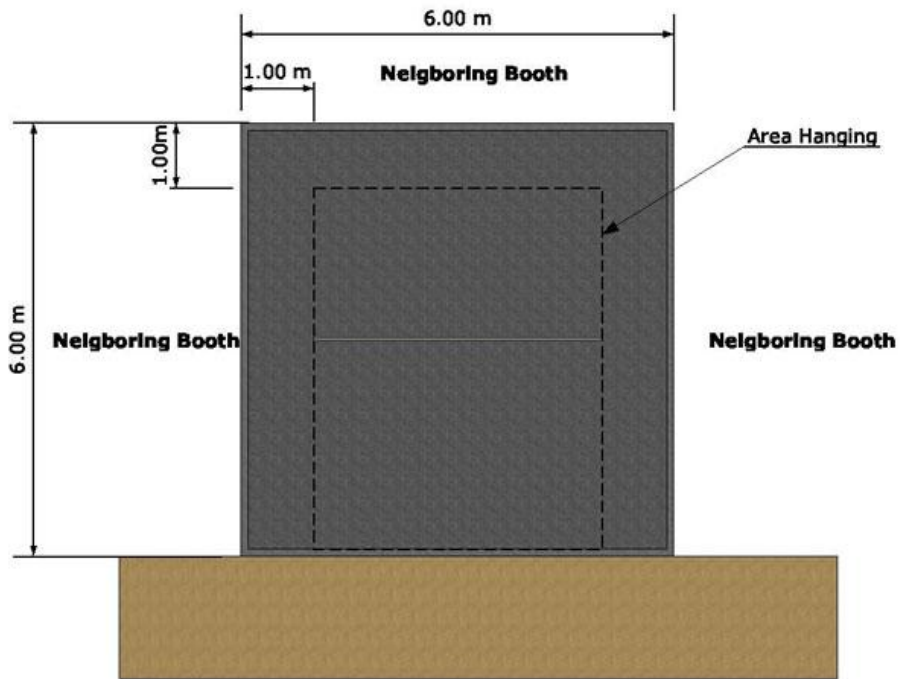 6.00 m
1.00 m
Neigboring Booth
1.00m
Area Hanging
6.00 m
Neigboring Booth
Neigboring Booth